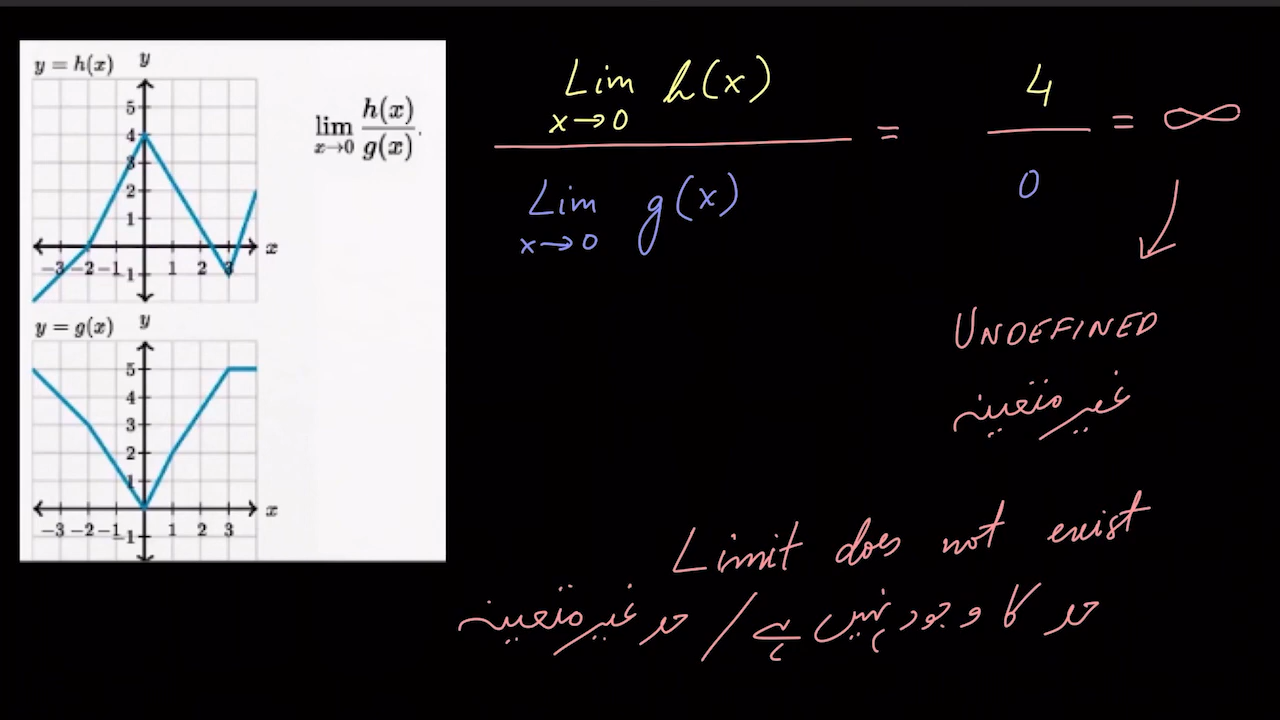 y = h(x) y
5
4
3
2
1
-3 -2 -1 1 2 3 x
-1
y = g(x) y
5
4
3
2
1
-3 -2 -1 1 2 3 x
-1
lim x→0 h(x)/g(x).
Lim x→0 h(x)
Lim x→0 g(x)
= 4/0 = ∞
UNDEFINED
غیر متعینہ
Limit does not exist
حد کا وجود نہیں ہے / حد غیر متعینہ